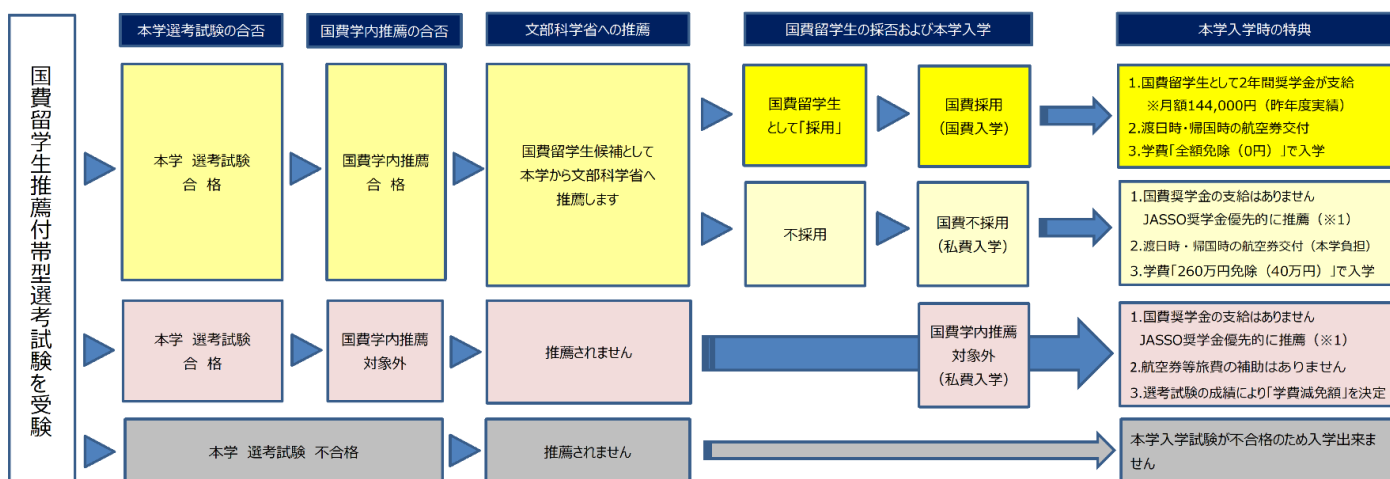 国費留学生推薦付帯型選考試験を受験
本学選考試験の合否
国費学内推薦の合否
文部科学省への推薦
国費留学生の採否および本学入学
本学入学時の特典
本学 選考試験
合 格
国費学内推薦
合 格
国費留学生候補として
本学から文部科学省へ
推薦します
国費留学生
として「採用」
国費採用
(国費入学)
1.国費留学生として2年間奨学金が支給
※月額144,000円(昨年度実績)
2.渡日時・帰国時の航空券交付
3.学費「全額免除(0円)」で入学
不採用
国費不採用
(私費入学)
1.国費奨学金の支給はありません
JASSO奨学金優先的に推薦(※1)
2.渡日時・帰国時の航空券交付(本学負担)
3.学費「260万円免除(40万円)」で入学
本学 選考試験
合 格
国費学内推薦
対象外
推薦されません
国費学内推薦
対象外
(私費入学)
1.国費奨学金の支給はありません
JASSO奨学金優先的に推薦(※1)
2.航空券等旅費の補助はありません
3.選考試験の成績により「学費減免額」を決定
本学 選考試験 不合格
推薦されません
本学入学試験が不合格のため入学出来ま
せん